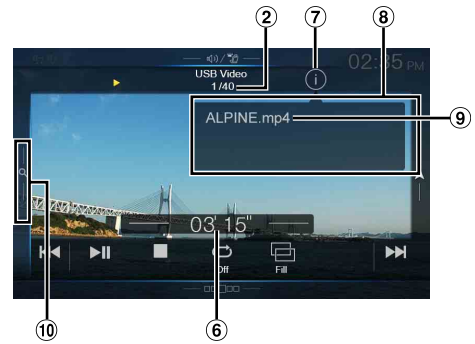 ② ⑦ ⑧
02:35 PM
USB Video
1/40
i
ALPINE.mp4
⑨
03' 15"
Off
Fill
⑩ ⑥